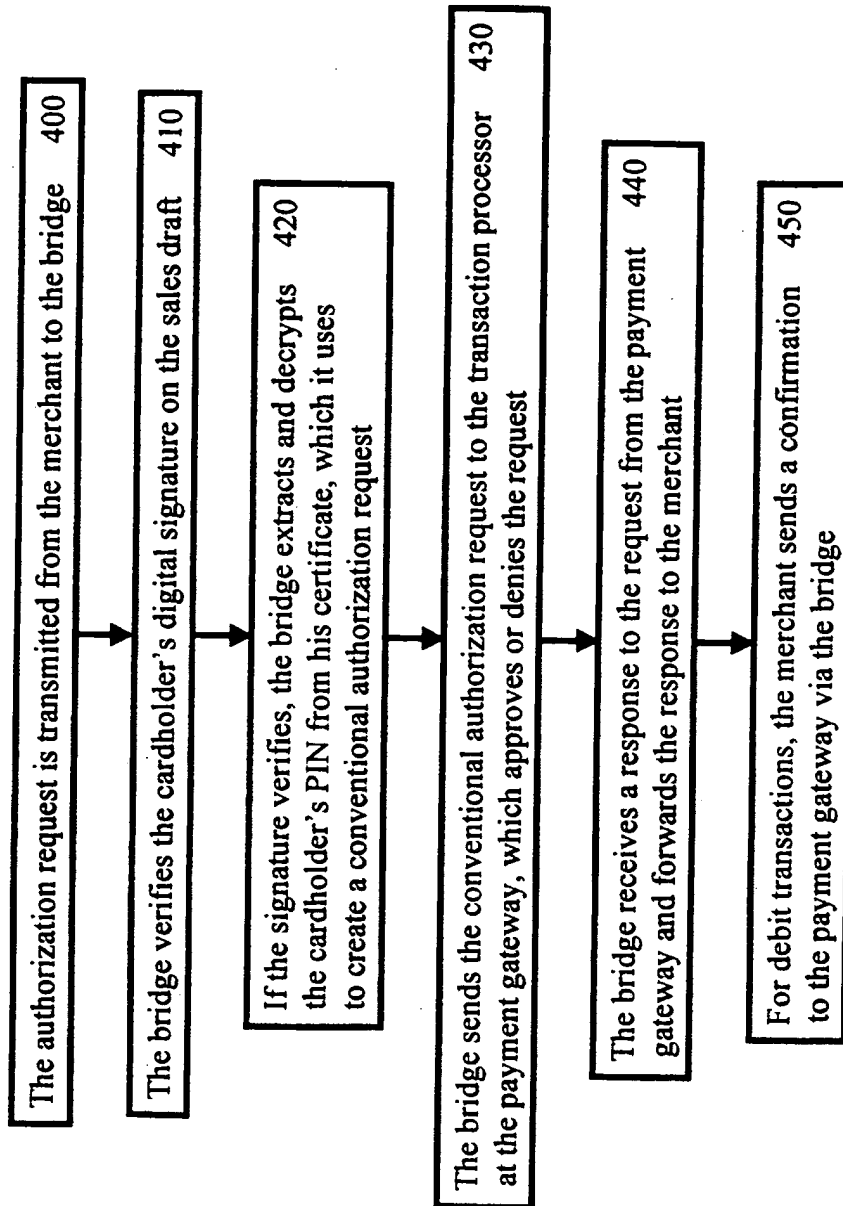 The authorization request is transmitted from the merchant to the bridge 400
The bridge verifies the cardholder's digital signature on the sales draft 410
If the signature verifies, the bridge extracts and decrypts 420
the cardholder's PIN from his certificate, which it uses
to create a conventional authorization request
The bridge sends the conventional authorization request to the transaction processor 430
at the payment gateway, which approves or denies the request
The bridge receives a response to the request from the payment 440
gateway and forwards the response to the merchant
For debit transactions, the merchant sends a confirmation 450
to the payment gateway via the bridge